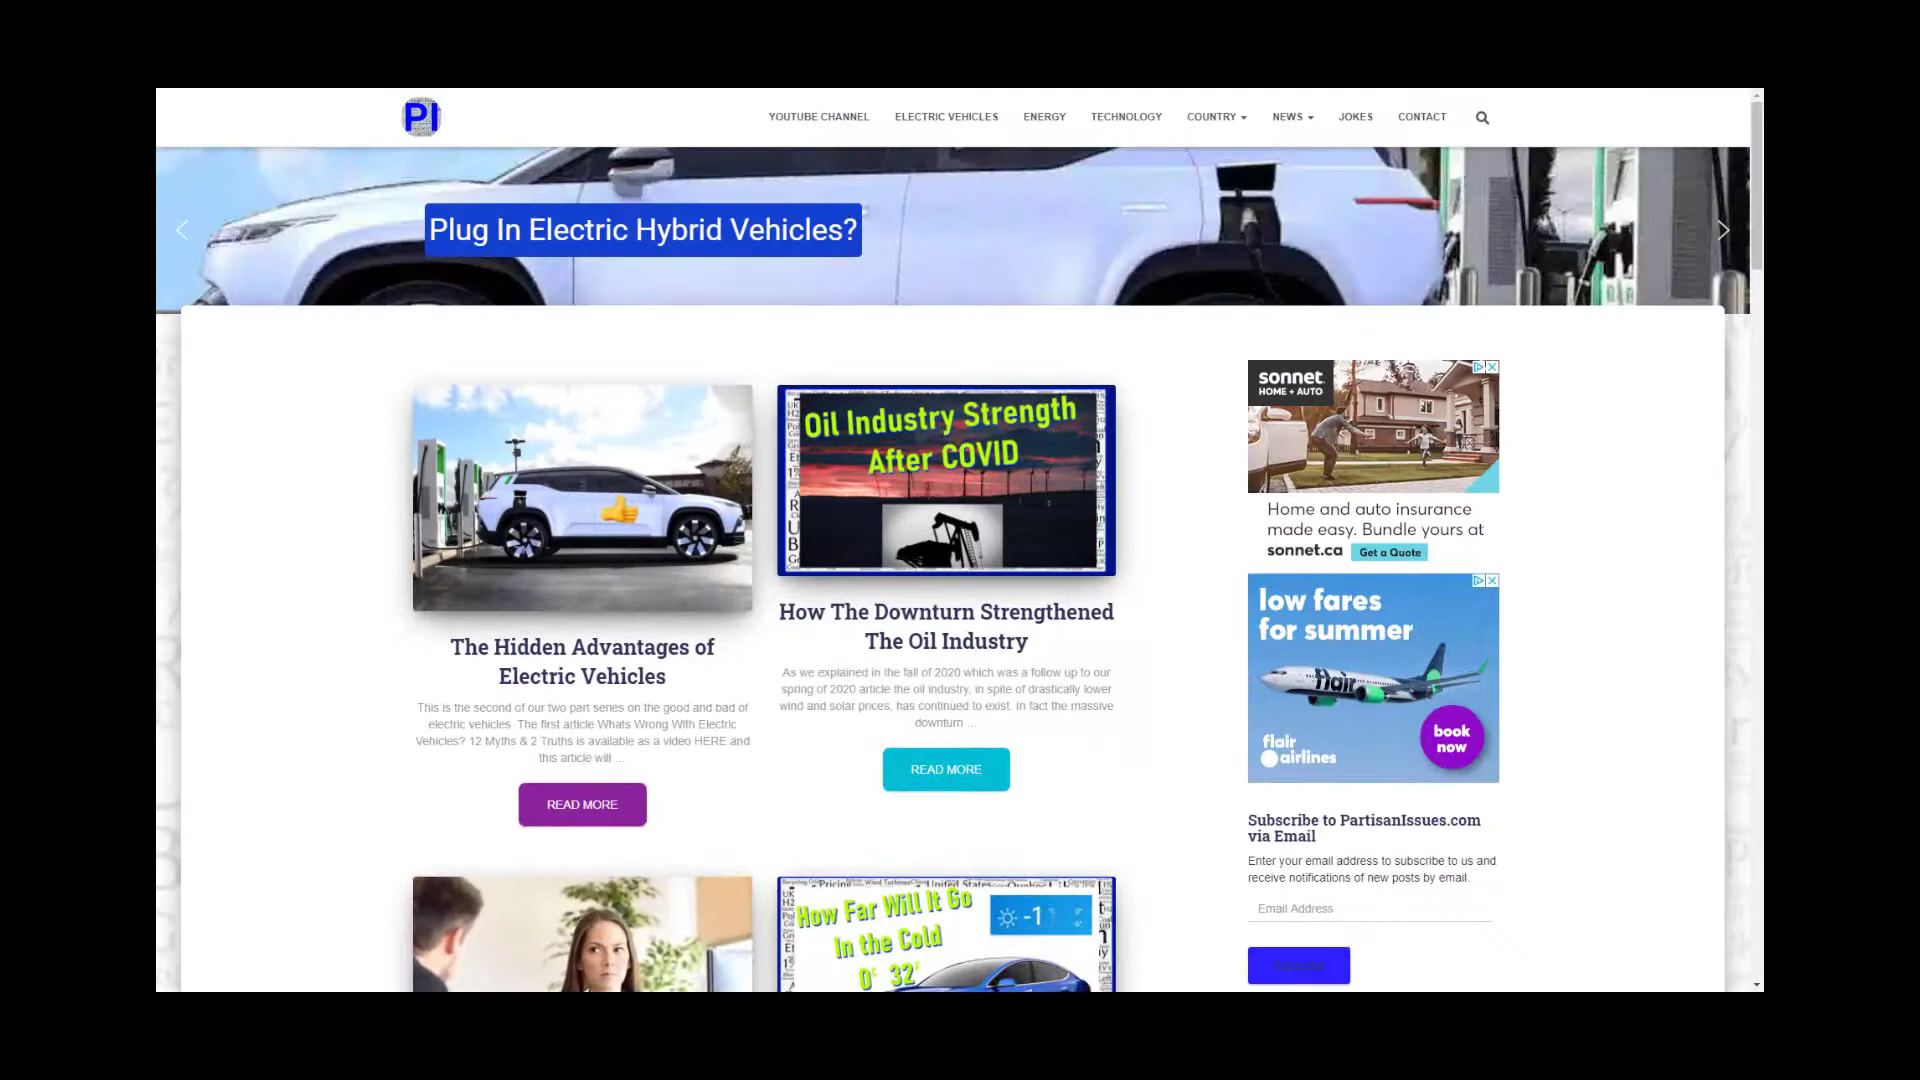 PI
YOUTUBE CHANNEL
ELECTRIC VEHICLES
ENERGY
TECHNOLOGY
COUNTRY
NEWS
JOKES
CONTACT
Plug In Electric Hybrid Vehicles?
The Hidden Advantages of
Electric Vehicles
This is the second of our two part series on the good and bad of
electric vehicles. The first article Whats Wrong With Electric
Vehicles? 12 Myths & 2 Truths is available as a video HERE and
this article will ...
READ MORE
Oil Industry Strength
After COVID
How The Downturn Strengthened
The Oil Industry
As we explained in the fall of 2020 which was a follow up to our
spring of 2020 article the oil industry, in spite of drastically lower
wind and solar prices, has continued to exist. In fact the massive
downturn ...
READ MORE
How Far Will It Go
In the Cold
0c 32f
-1
sonnet
HOME + AUTO
Home and auto insurance
made easy. Bundle yours at
sonnet.ca
Get a Quote
low fares
for summer
flair
book
now
flair
airlines
Subscribe to PartisanIssues.com
via Email
Enter your email address to subscribe to us and
receive notifications of new posts by email.
Email Address
Subscribe